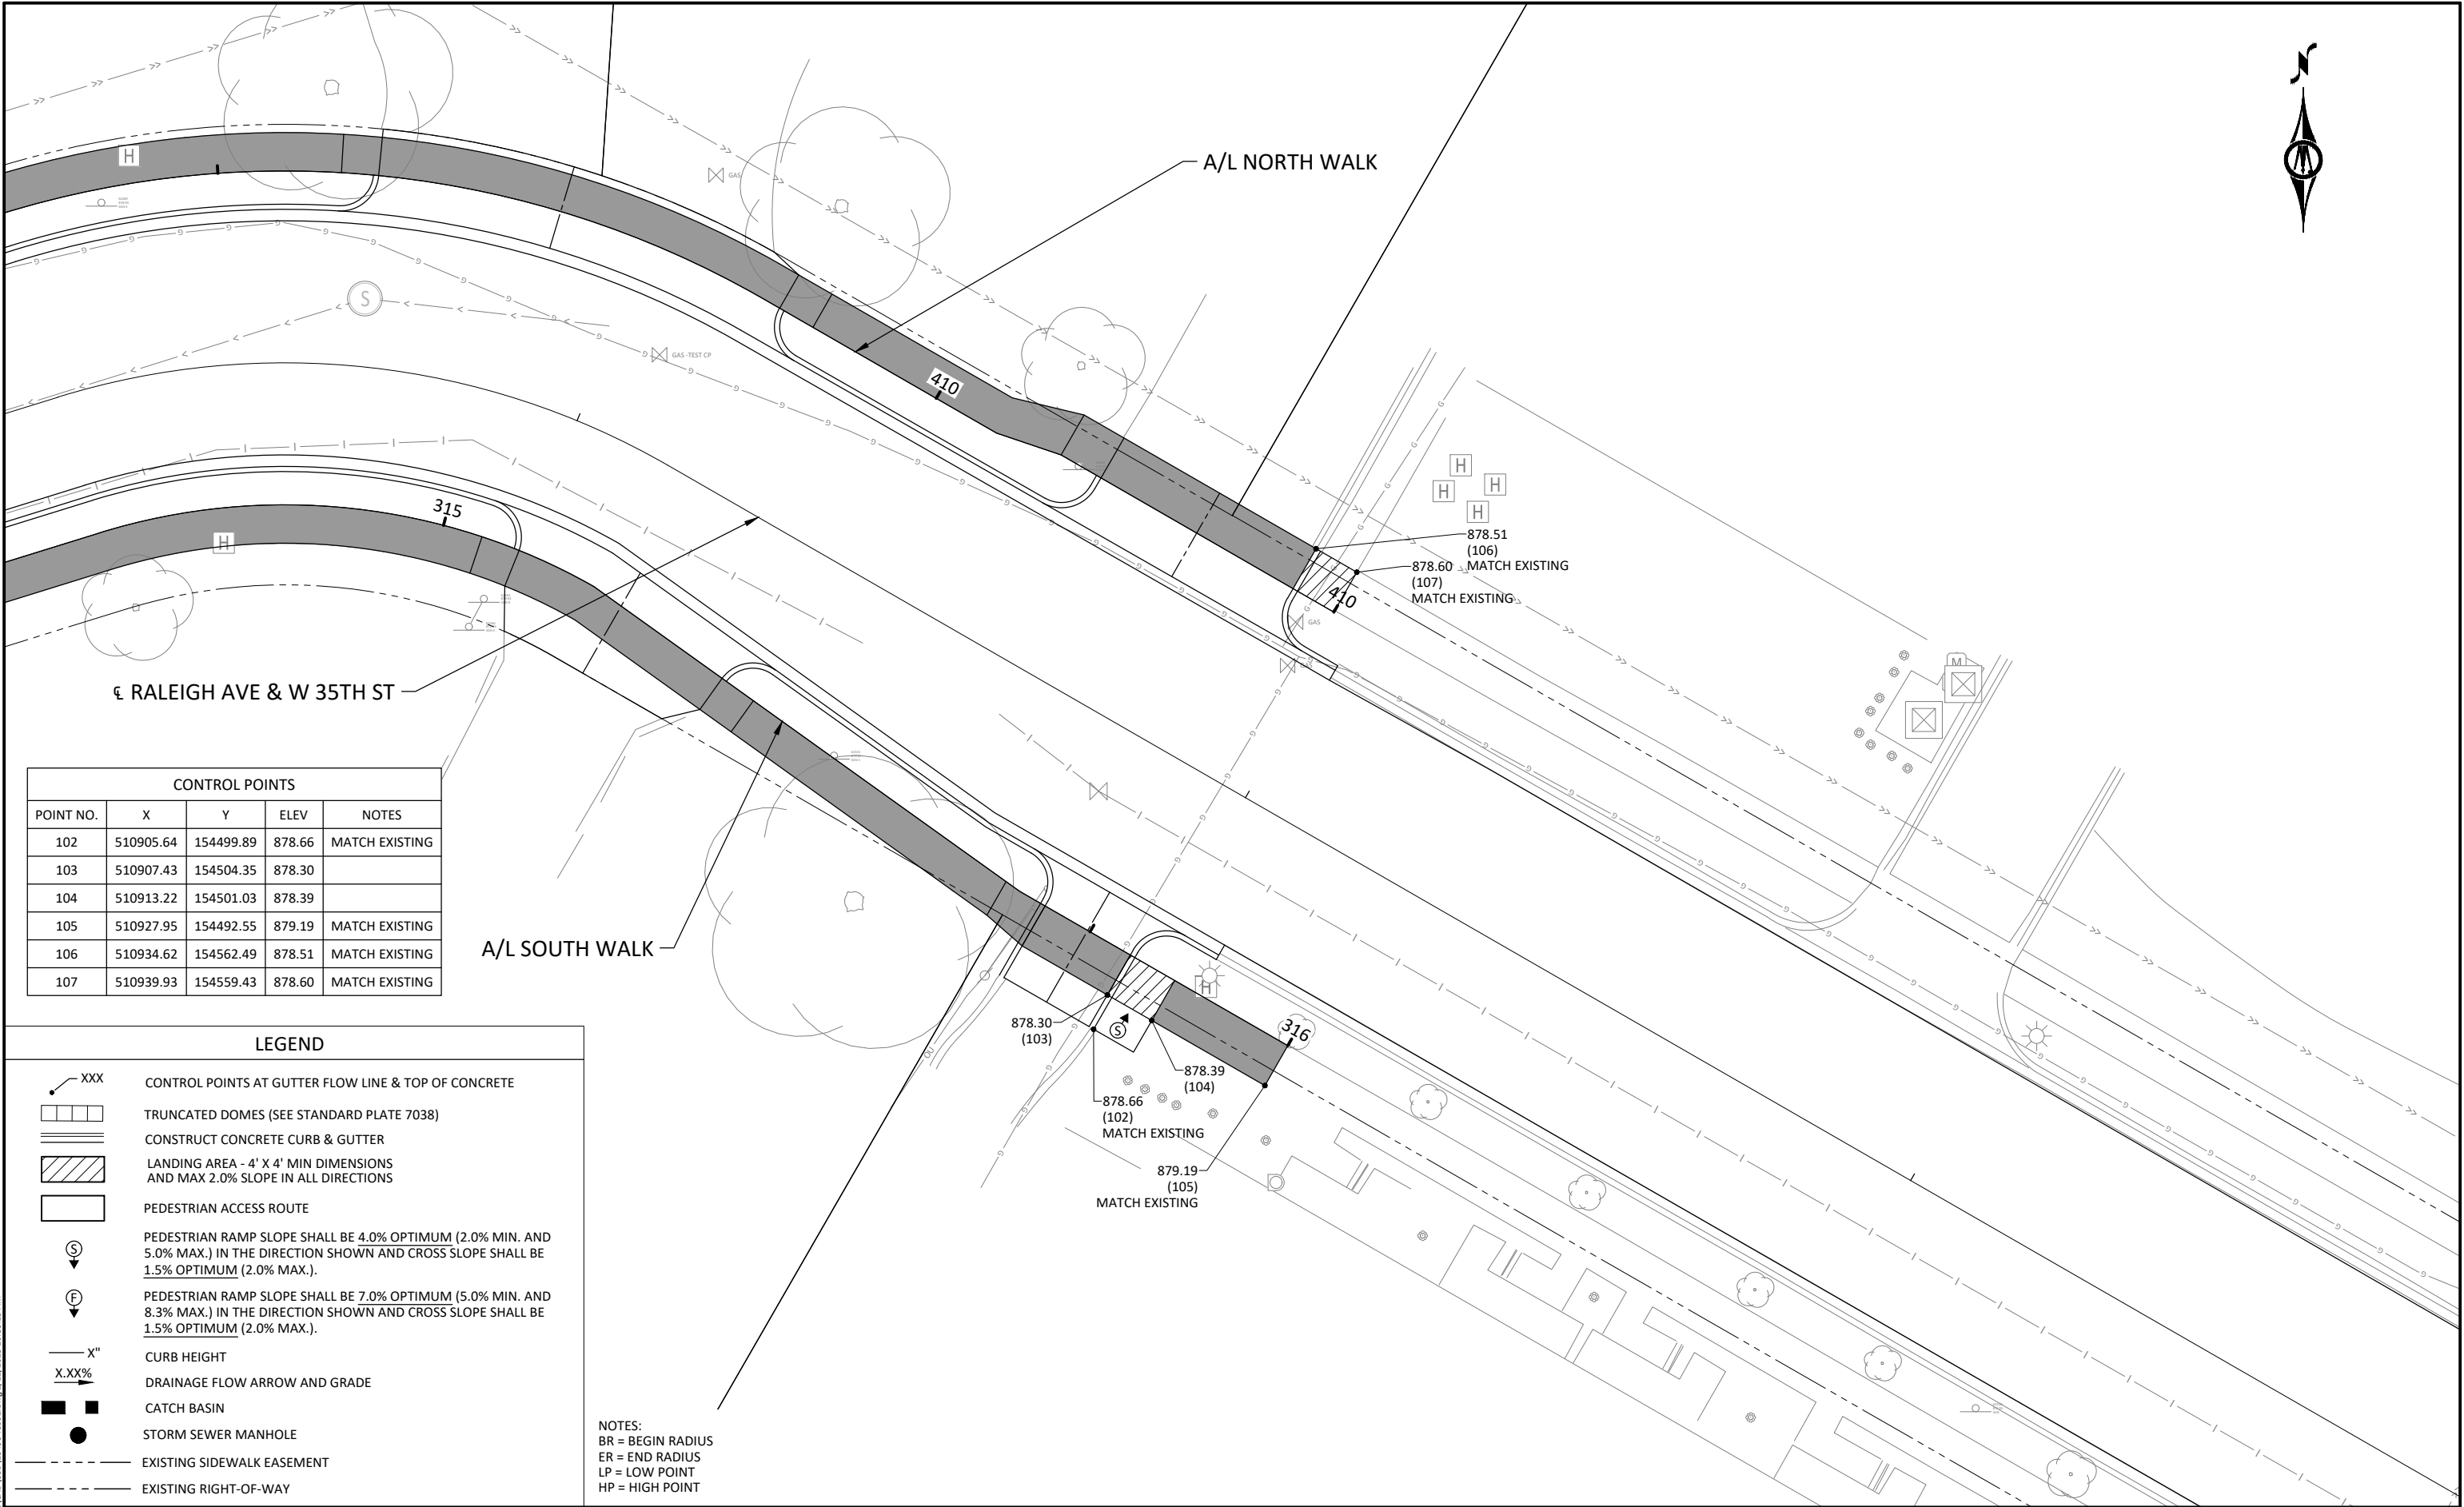 N
A/L NORTH WALK
H
GAS
S
GAS -TEST CP
410
315
H
H
H
H
H
878.51
(106)
MATCH EXISTING
878.60
(107)
MATCH EXISTING
410
GAS
M
℄ RALEIGH AVE & W 35TH ST
CONTROL POINTS
POINT NO. X Y ELEV NOTES
102 510905.64 154499.89 878.66 MATCH EXISTING
103 510907.43 154504.35 878.30
104 510913.22 154501.03 878.39
105 510927.95 154492.55 879.19 MATCH EXISTING
106 510934.62 154562.49 878.51 MATCH EXISTING
107 510939.93 154559.43 878.60 MATCH EXISTING
A/L SOUTH WALK
H
316
878.30
(103)
S
878.39
(104)
878.66
(102)
MATCH EXISTING
879.19
(105)
MATCH EXISTING
LEGEND
XXX CONTROL POINTS AT GUTTER FLOW LINE & TOP OF CONCRETE
TRUNCATED DOMES (SEE STANDARD PLATE 7038)
CONSTRUCT CONCRETE CURB & GUTTER
LANDING AREA - 4' X 4' MIN DIMENSIONS
AND MAX 2.0% SLOPE IN ALL DIRECTIONS
PEDESTRIAN ACCESS ROUTE
S PEDESTRIAN RAMP SLOPE SHALL BE 4.0% OPTIMUM (2.0% MIN. AND
5.0% MAX.) IN THE DIRECTION SHOWN AND CROSS SLOPE SHALL BE
1.5% OPTIMUM (2.0% MAX.).
F PEDESTRIAN RAMP SLOPE SHALL BE 7.0% OPTIMUM (5.0% MIN. AND
8.3% MAX.) IN THE DIRECTION SHOWN AND CROSS SLOPE SHALL BE
1.5% OPTIMUM (2.0% MAX.).
X" CURB HEIGHT
X.XX% DRAINAGE FLOW ARROW AND GRADE
CATCH BASIN
STORM SEWER MANHOLE
EXISTING SIDEWALK EASEMENT
EXISTING RIGHT-OF-WAY
NOTES:
BR = BEGIN RADIUS
ER = END RADIUS
LP = LOW POINT
HP = HIGH POINT